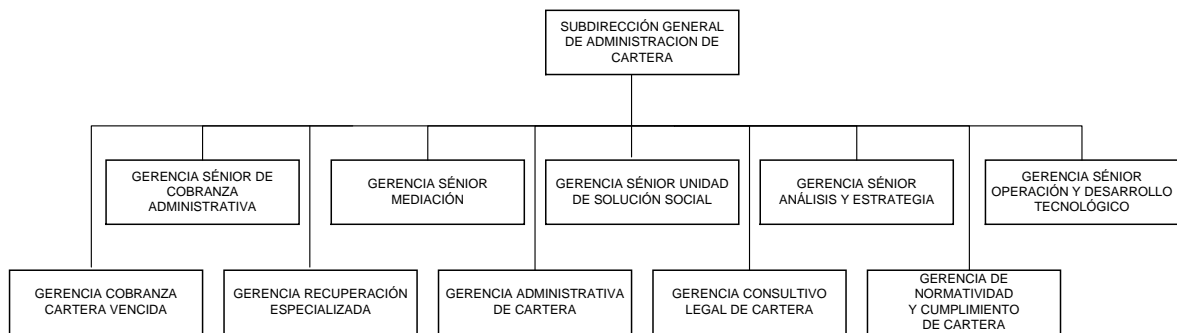 SUBDIRECCIÓN GENERAL
DE ADMINISTRACION DE
CARTERA
GERENCIA SÉNIOR DE
COBRANZA
ADMINISTRATIVA
GERENCIA SÉNIOR
MEDIACIÓN
GERENCIA SÉNIOR UNIDAD
DE SOLUCIÓN SOCIAL
GERENCIA SÉNIOR
ANÁLISIS Y ESTRATEGIA
GERENCIA SÉNIOR
OPERACIÓN Y DESARROLLO
TECNOLÓGICO
GERENCIA COBRANZA
CARTERA VENCIDA
GERENCIA RECUPERACIÓN
ESPECIALIZADA
GERENCIA ADMINISTRATIVA
DE CARTERA
GERENCIA CONSULTIVO
LEGAL DE CARTERA
GERENCIA DE
NORMATIVIDAD
Y CUMPLIMIENTO
DE CARTERA